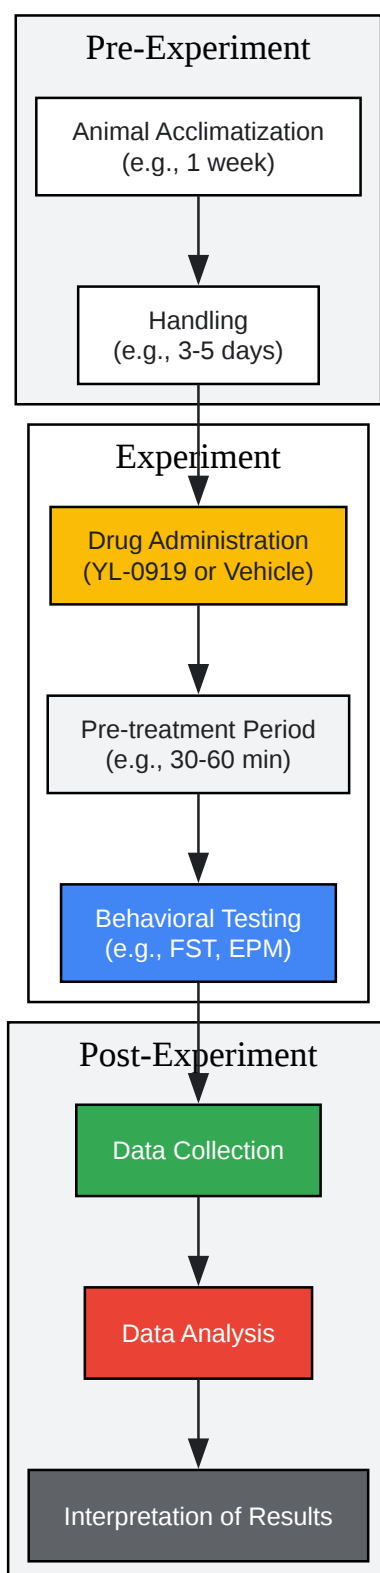 Pre-Experiment
Animal Acclimatization
(e.g., 1 week)
Handling
(e.g., 3-5 days)
Experiment
Drug Administration
(YL-0919 or Vehicle)
Pre-treatment Period
(e.g., 30-60 min)
Behavioral Testing
(e.g., FST, EPM)
Post-Experiment
Data Collection
Data Analysis
Interpretation of Results